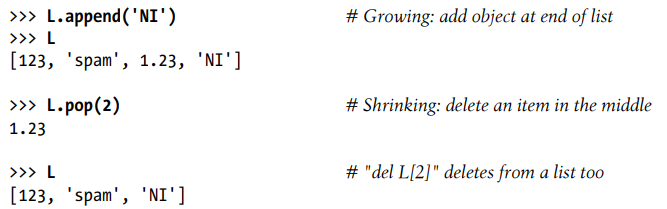 >>> L.append('NI') # Growing: add object at end of list
>>> L
[123, 'spam', 1.23, 'NI']
>>> L.pop(2) # Shrinking: delete an item in the middle
1.23
>>> L # "del L[2]" deletes from a list too
[123, 'spam', 'NI']